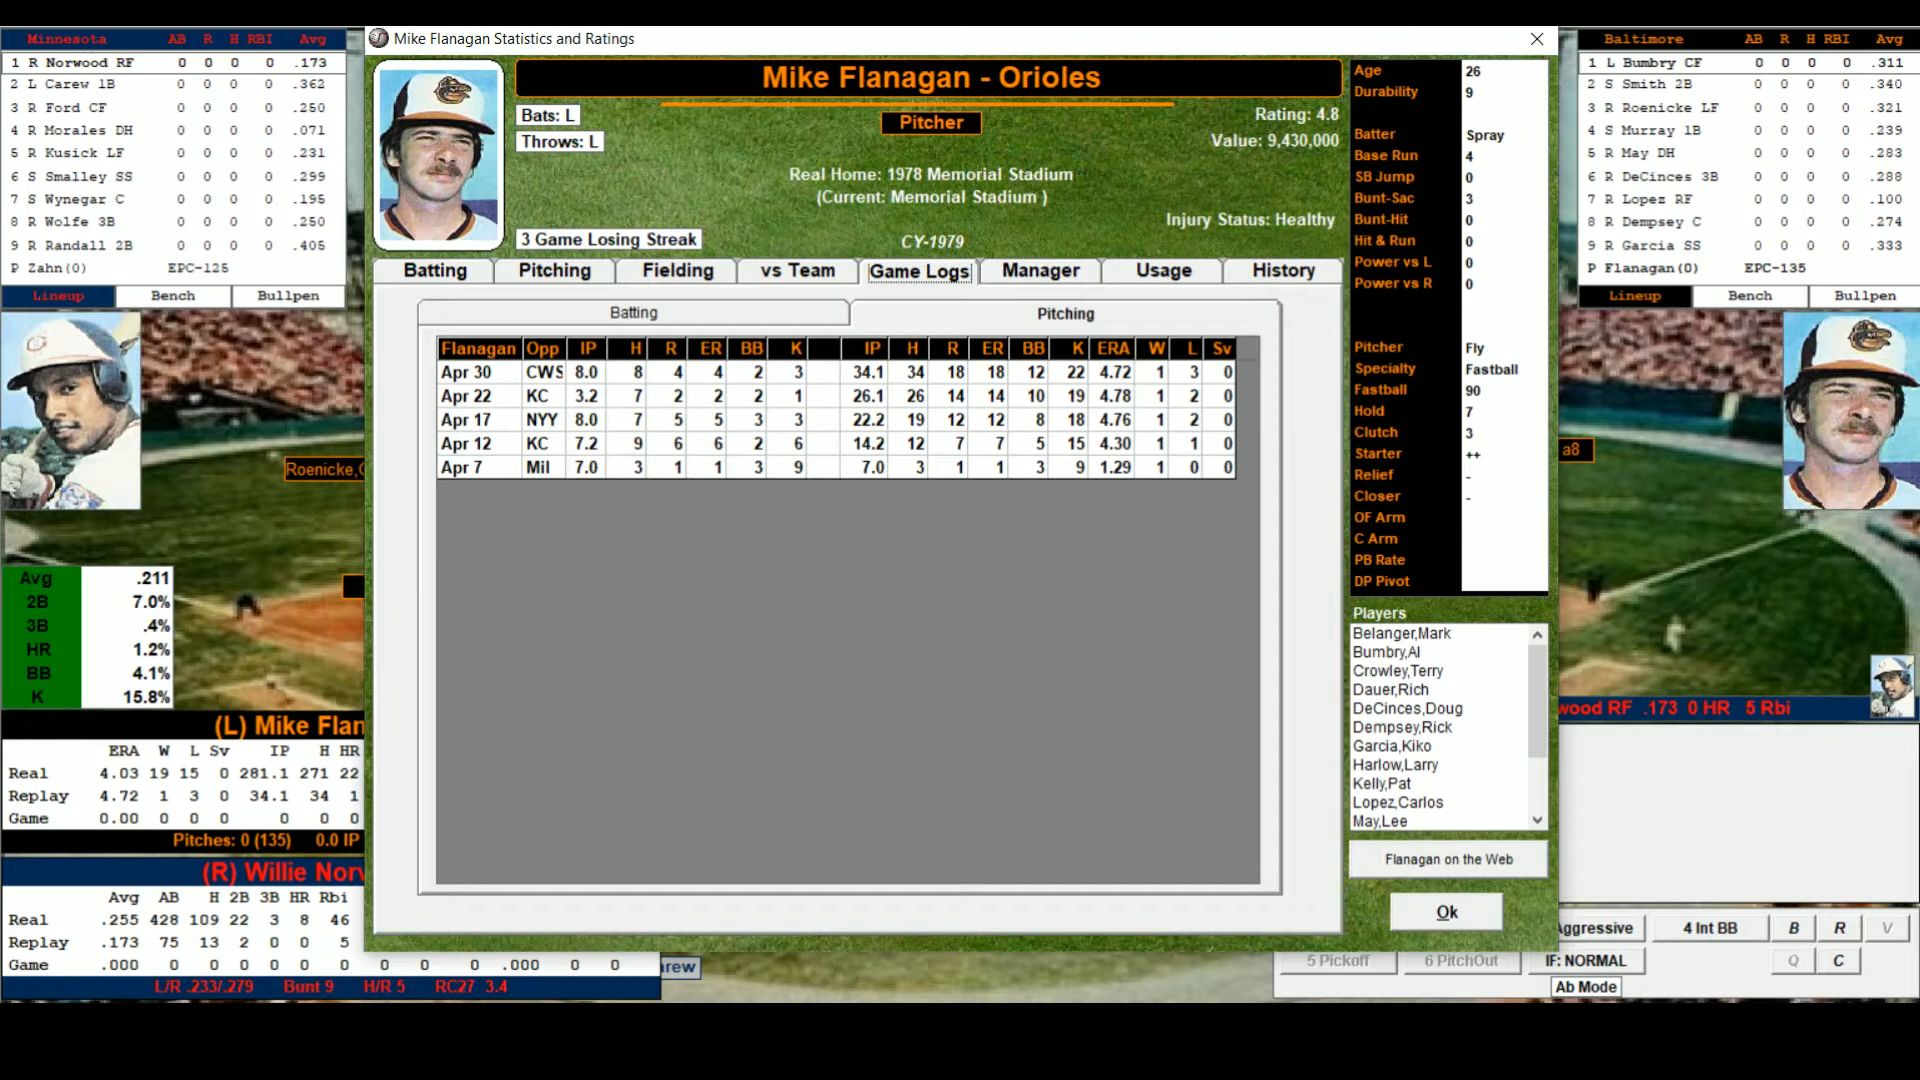 Mike Flanagan Statistics and Ratings
Minnesota AB R H RBI Avg
1 R Norwood RF 0 0 0 0 .173
2 L Carew 1B 0 0 0 0 .362
3 R Ford CF 0 0 0 0 .250
4 R Morales DH 0 0 0 0 .071
5 R Kusick LF 0 0 0 0 .231
6 S Smalley SS 0 0 0 0 .299
7 S Wynegar C 0 0 0 0 .195
8 R Wolfe 3B 0 0 0 0 .250
9 R Randall 2B 0 0 0 0 .405
P Zahn(0) EPC-125
Lineup Bench Bullpen
Roenicke,
Avg .211
2B 7.0%
3B .4%
HR 1.2%
BB 4.1%
K 15.8%
(L) Mike Flan
ERA W L Sv IP H HR
Real 4.03 19 15 0 281.1 271 22
Replay 4.72 1 3 0 34.1 34 1
Game 0.00 0 0 0 0 0 0
Pitches: 0 (135) 0.0 IP
(R) Willie Norw
Avg AB H 2B 3B HR Rbi
Real .255 428 109 22 3 8 46
Replay .173 75 13 2 0 0 5
Game .000 0 0 0 0 0 0 0 0 0 .000 0 0
L/R .233/.279 Bunt 9 H/R 5 RC27 3.4
Mike Flanagan - Orioles
Bats: L
Throws: L
Pitcher
Rating: 4.8
Value: 9,430,000
Real Home: 1978 Memorial Stadium
(Current: Memorial Stadium )
Injury Status: Healthy
3 Game Losing Streak
CY-1979
Batting Pitching Fielding vs Team Game Logs Manager Usage History
Batting Pitching
Flanagan Opp IP H R ER BB K IP H R ER BB K ERA W L Sv
Apr 30 CWS 8.0 8 4 4 2 3 34.1 34 18 18 12 22 4.72 1 3 0
Apr 22 KC 3.2 7 2 2 2 1 26.1 26 14 14 10 19 4.78 1 2 0
Apr 17 NYY 8.0 7 5 5 3 3 22.2 19 12 12 8 18 4.76 1 2 0
Apr 12 KC 7.2 9 6 6 2 6 14.2 12 7 7 5 15 4.30 1 1 0
Apr 7 Mil 7.0 3 1 1 3 9 7.0 3 1 1 3 9 1.29 1 0 0
Age 26
Durability 9
Batter Spray
Base Run 4
SB Jump 0
Bunt-Sac 3
Bunt-Hit 0
Hit & Run 0
Power vs L 0
Power vs R 0
Pitcher Fly
Specialty Fastball
Fastball 90
Hold 7
Clutch 3
Starter ++
Relief -
Closer -
OF Arm
C Arm
PB Rate
DP Pivot
Players
Belanger,Mark
Bumbry,Al
Crowley,Terry
Dauer,Rich
DeCinces,Doug
Dempsey,Rick
Garcia,Kiko
Harlow,Larry
Kelly,Pat
Lopez,Carlos
May,Lee
Flanagan on the Web
Ok
Baltimore AB R H RBI Avg
1 L Bumbry CF 0 0 0 0 .311
2 S Smith 2B 0 0 0 0 .340
3 R Roenicke LF 0 0 0 0 .321
4 S Murray 1B 0 0 0 0 .239
5 R May DH 0 0 0 0 .283
6 R DeCinces 3B 0 0 0 0 .288
7 R Lopez RF 0 0 0 0 .100
8 R Dempsey C 0 0 0 0 .274
9 R Garcia SS 0 0 0 0 .333
P Flanagan(0) EPC-135
Lineup Bench Bullpen
a8
wood RF .173 0 HR 5 Rbi
rew
Aggressive 4 Int BB B R V
5 Pickoff 6 PitchOut IF: NORMAL Q C
Ab Mode